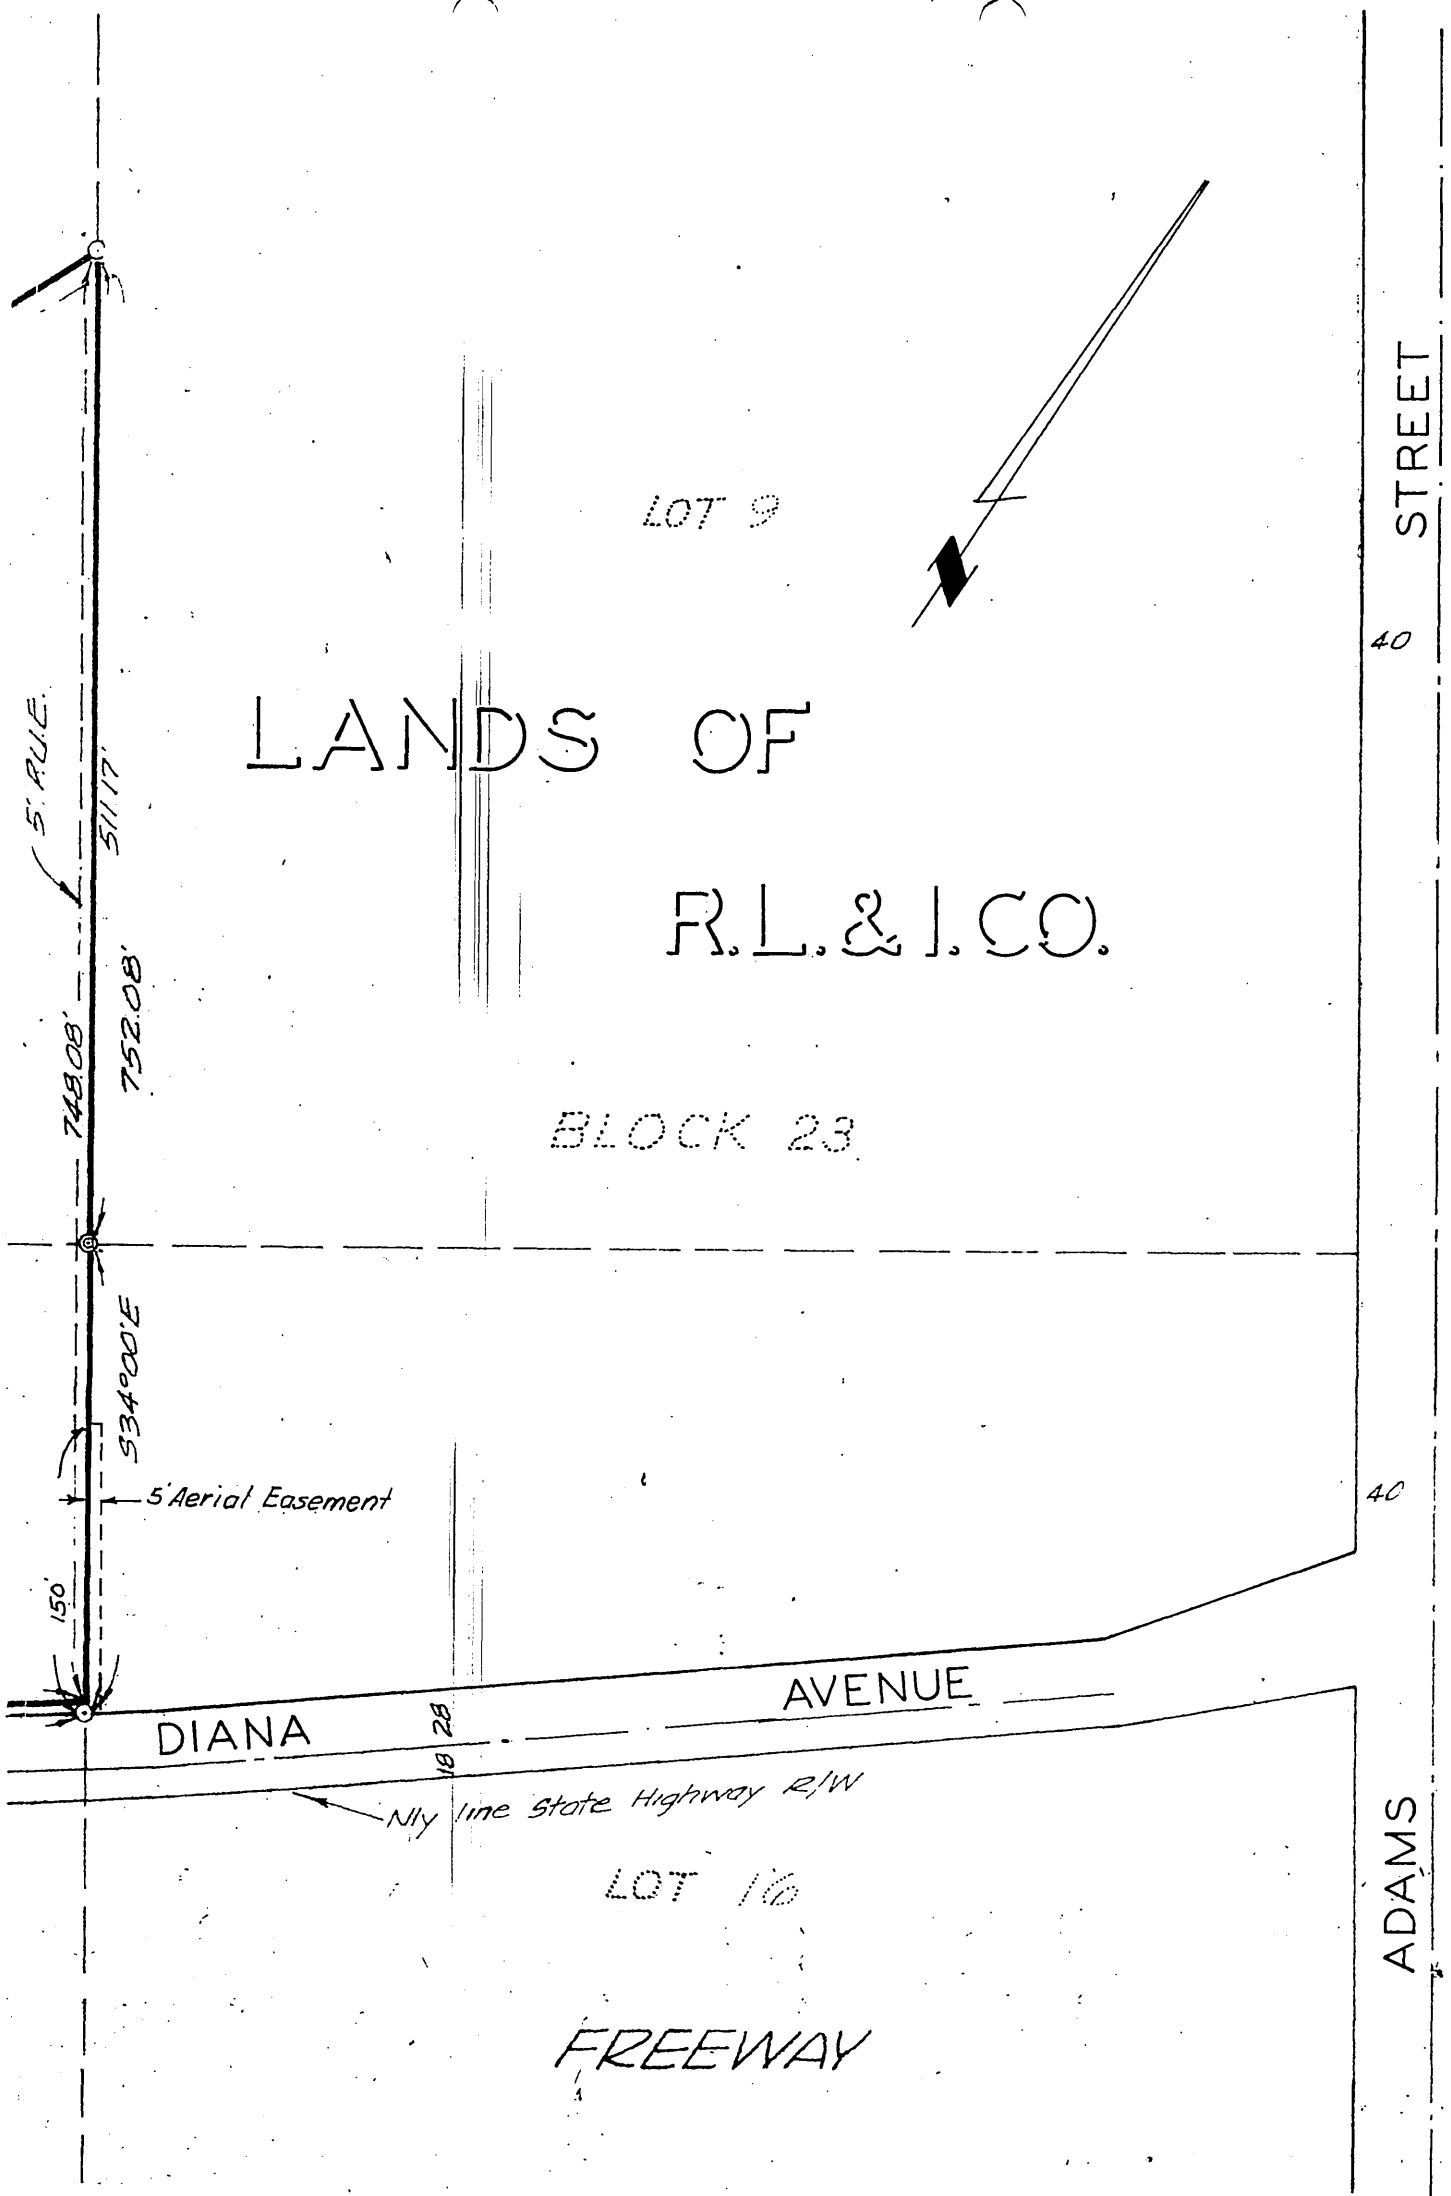 STREET
LOT 9
40
5' P.U.E.
511.17'
LANDS OF
R.L. & I. CO.
748.08'
752.08'
BLOCK 23
S34°00'E
5' Aerial Easement
40
150'
AVENUE
DIANA
28
18
Nly line State Highway R/W
LOT 16
ADAMS
FREEWAY